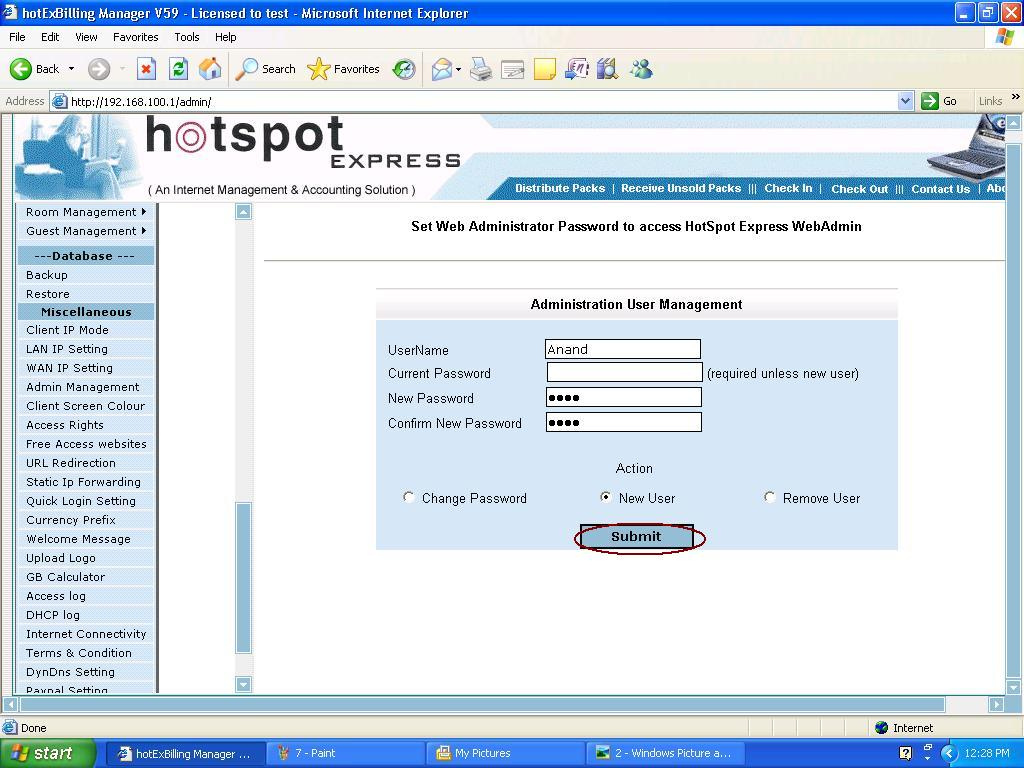 hotExBilling Manager V59 - Licensed to test - Microsoft Internet Explorer
File Edit View Favorites Tools Help
Back Search Favorites
Address http://192.168.100.1/admin/ Go Links »
hotspot
EXPRESS
( An Internet Management & Accounting Solution )
Distribute Packs | Receive Unsold Packs ||| Check In | Check Out ||| Contact Us | Abo
Room Management
Guest Management
---Database ---
Backup
Restore
Miscellaneous
Client IP Mode
LAN IP Setting
WAN IP Setting
Admin Management
Client Screen Colour
Access Rights
Free Access websites
URL Redirection
Static Ip Forwarding
Quick Login Setting
Currency Prefix
Welcome Message
Upload Logo
GB Calculator
Access log
DHCP log
Internet Connectivity
Terms & Condition
DynDns Setting
Paypal Setting
Set Web Administrator Password to access HotSpot Express WebAdmin
Administration User Management
UserName Anand
Current Password (required unless new user)
New Password ●●●●
Confirm New Password ●●●●
Action
Change Password New User Remove User
Submit
Done Internet
start hotExBilling Manager ... 7 - Paint My Pictures 2 - Windows Picture a... 12:28 PM